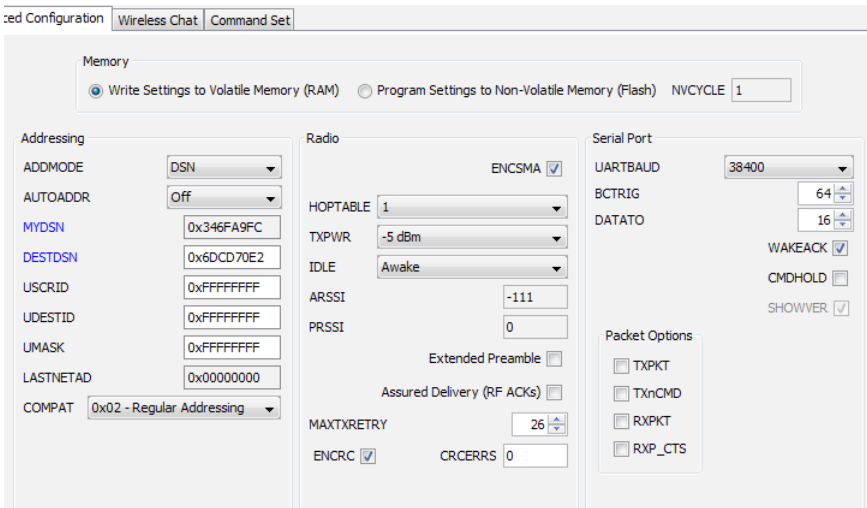 ced Configuration Wireless Chat Command Set
Memory
Write Settings to Volatile Memory (RAM) Program Settings to Non-Volatile Memory (Flash) NVCYCLE 1
Addressing
ADDMODE DSN
AUTOADDR Off
MYDSN 0x346FA9FC
DESTDSN 0x6DCD70E2
USCRID 0xFFFFFFFF
UDESTID 0xFFFFFFFF
UMASK 0xFFFFFFFF
LASTNETAD 0x00000000
COMPAT 0x02 - Regular Addressing
Radio
ENCSMA
HOPTABLE 1
TXPWR -5 dBm
IDLE Awake
ARSSI -111
PRSSI 0
Extended Preamble
Assured Delivery (RF ACKs)
MAXTXRETRY 26
ENCRC CRCERRS 0
Serial Port
UARTBAUD 38400
BCTRIG 64
DATATO 16
WAKEACK
CMDHOLD
SHOWVER
Packet Options
TXPKT
TXnCMD
RXPKT
RXP_CTS